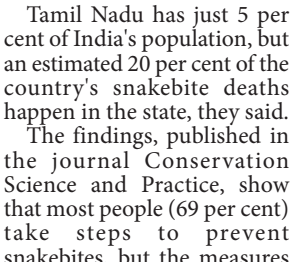 Tamil Nadu has just 5 per
cent of India's population, but
an estimated 20 per cent of the
country's snakebite deaths
happen in the state, they said.
The findings, published in
the journal Conservation
Science and Practice, show
that most people (69 per cent)
take steps to prevent
snakebites, but the measures